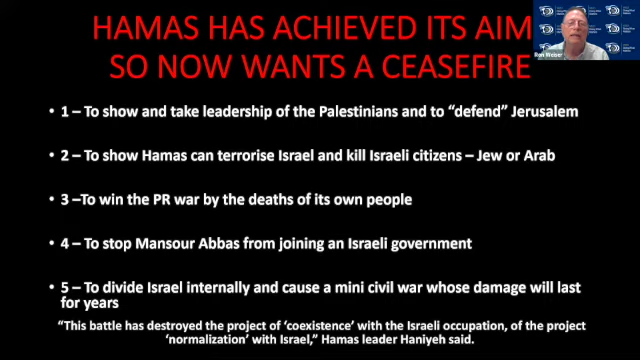 HAMAS HAS ACHIEVED ITS AIM
SO NOW WANTS A CEASEFIRE
Ron Weiser
• 1 – To show and take leadership of the Palestinians and to “defend” Jerusalem
• 2 – To show Hamas can terrorise Israel and kill Israeli citizens – Jew or Arab
• 3 –To win the PR war by the deaths of its own people
• 4 – To stop Mansour Abbas from joining an Israeli government
• 5 – To divide Israel internally and cause a mini civil war whose damage will last
for years
“This battle has destroyed the project of ‘coexistence’ with the Israeli occupation, of the project
‘normalization’ with Israel,” Hamas leader Haniyeh said.